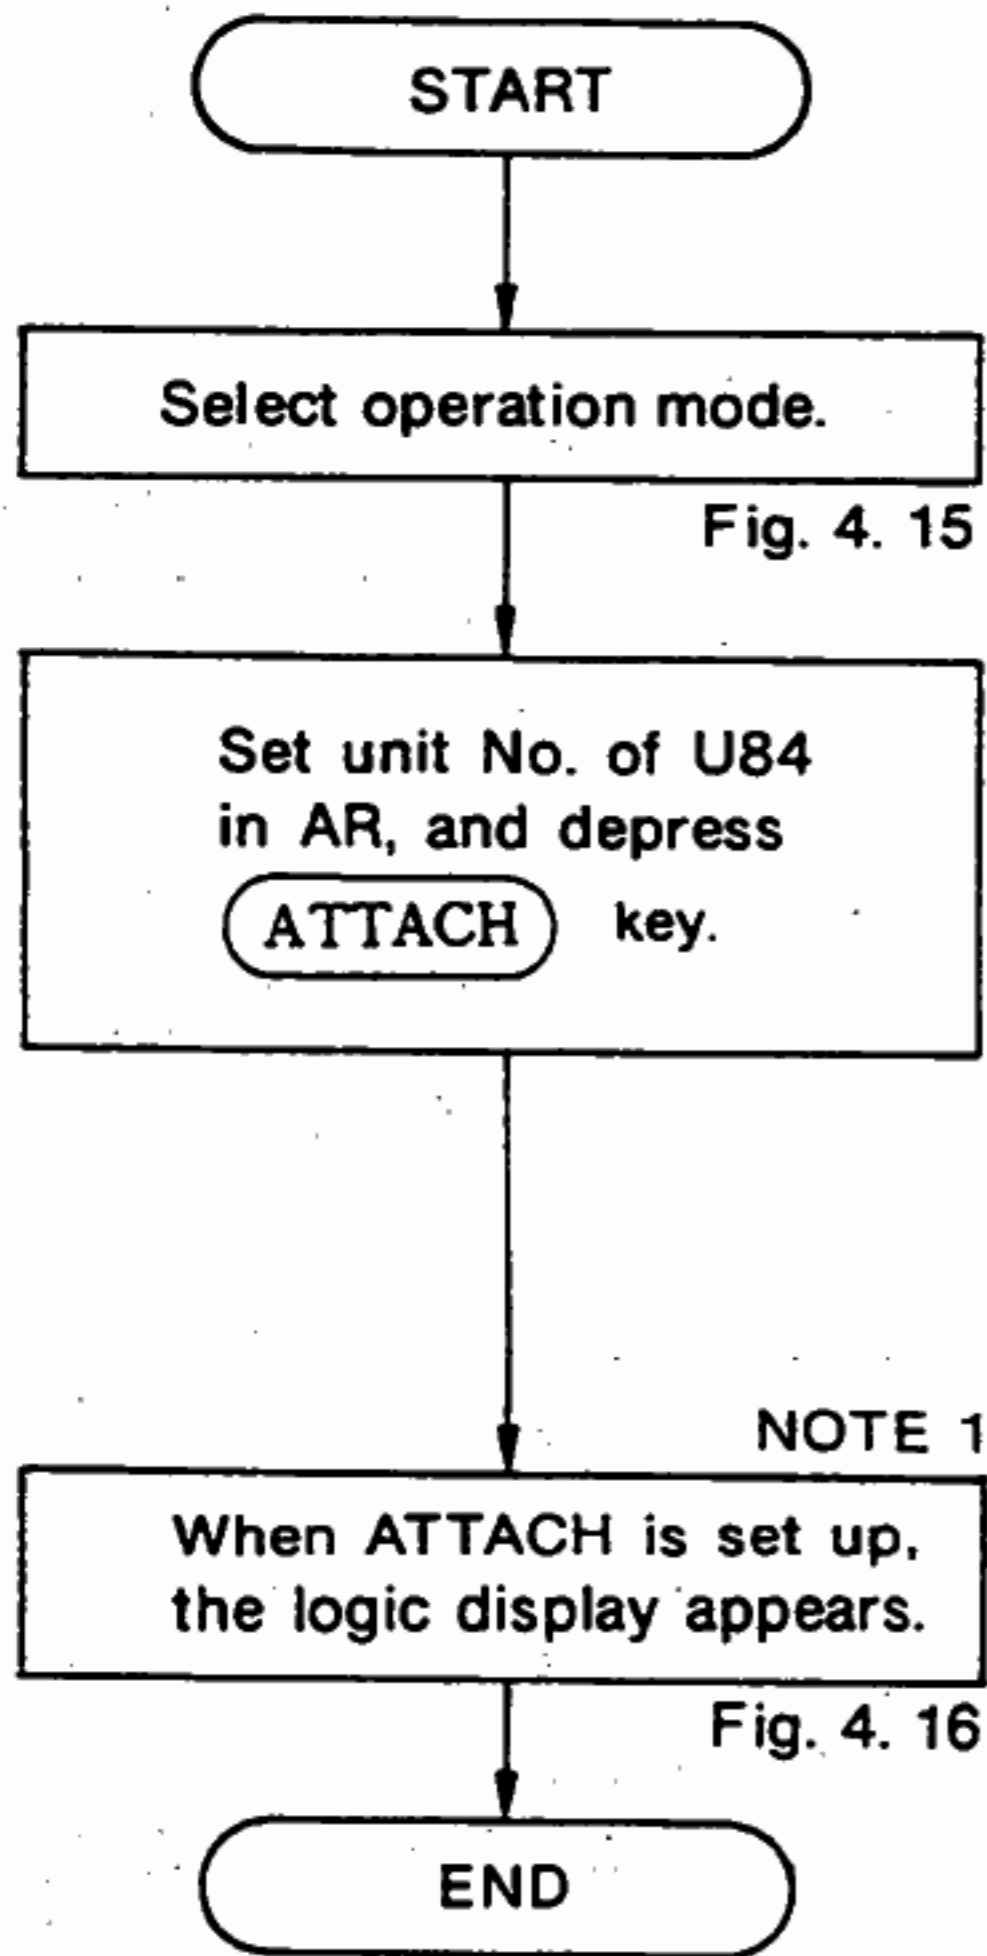 START
Select operation mode.
Fig. 4. 15
Set unit No. of U84
in AR, and depress
ATTACH key.
NOTE 1
When ATTACH is set up,
the logic display appears.
Fig. 4. 16
END